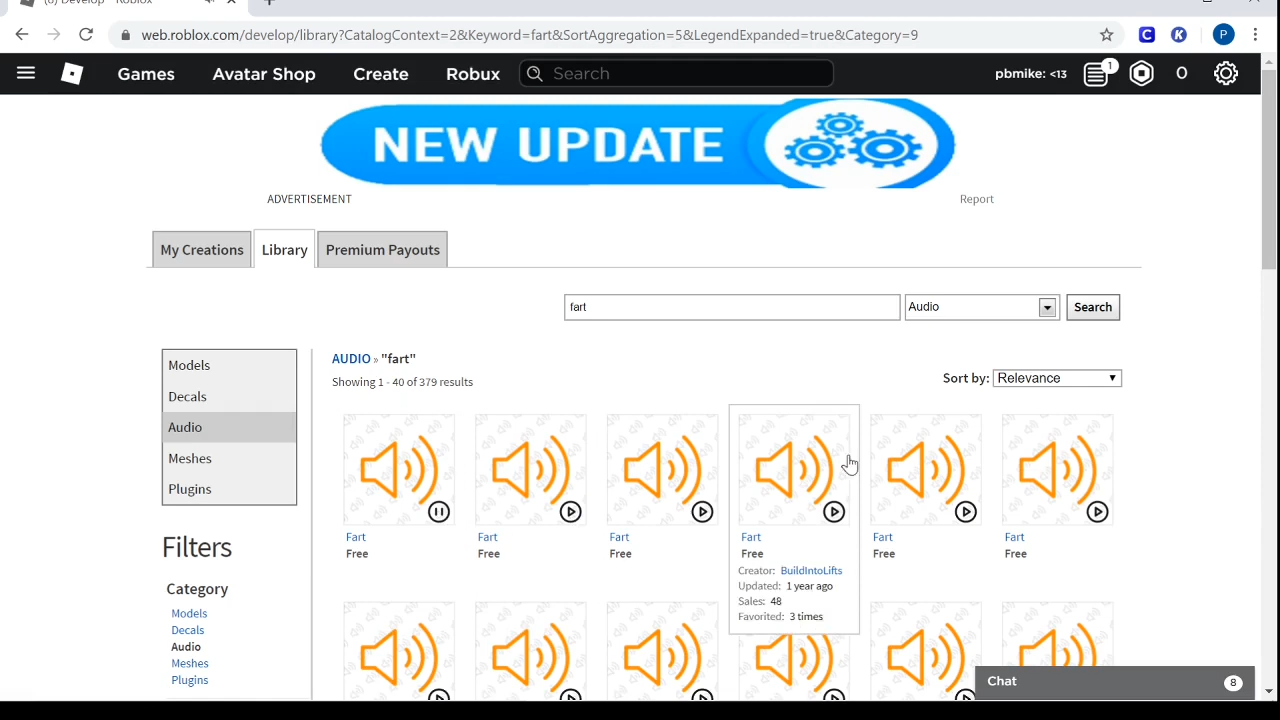 (8) Develop - Roblox
web.roblox.com/develop/library?CatalogContext=2&Keyword=fart&SortAggregation=5&LegendExpanded=true&Category=9
C
K
P
Games
Avatar Shop
Create
Robux
Search
pbmike: <13
1
0
NEW UPDATE
ADVERTISEMENT
Report
My Creations
Library
Premium Payouts
fart
Audio
Search
Models
Decals
Audio
Meshes
Plugins
AUDIO » "fart"
Showing 1 - 40 of 379 results
Sort by: Relevance
Fart
Free
Fart
Free
Fart
Free
Fart
Free
Creator: BuildIntoLifts
Updated: 1 year ago
Sales: 48
Favorited: 3 times
Fart
Free
Fart
Free
Filters
Category
Models
Decals
Audio
Meshes
Plugins
Chat
8